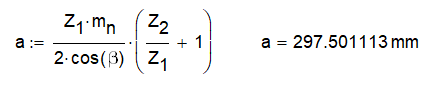 a := Z₁·mₙ / 2·cos(β) · (Z₂ / Z₁ + 1) a = 297.501113 mm